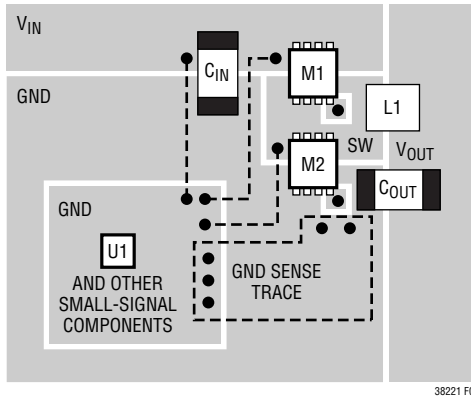 VIN
GND
CIN
M1
L1
M2
SW
VOUT
COUT
GND
U1
AND OTHER
SMALL-SIGNAL
COMPONENTS
GND SENSE
TRACE
38221